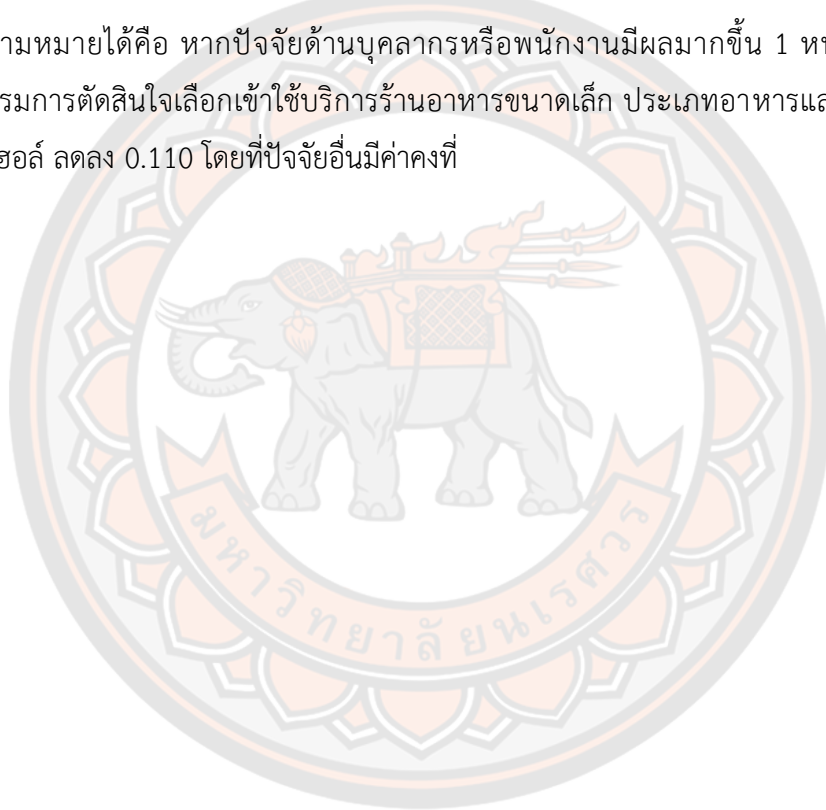 ามหมายได้คือ หากปัจจัยด้านบุคลากรหรือพนักงานมีผลมากขึ้น 1 ห
รมการตัดสินใจเลือกเข้าใช้บริการร้านอาหารขนาดเล็ก ประเภทอาหารแล
ฮอล์ ลดลง 0.110 โดยที่ปัจจัยอื่นมีค่าคงที่
มหาวิทยาลัยนเรศวร